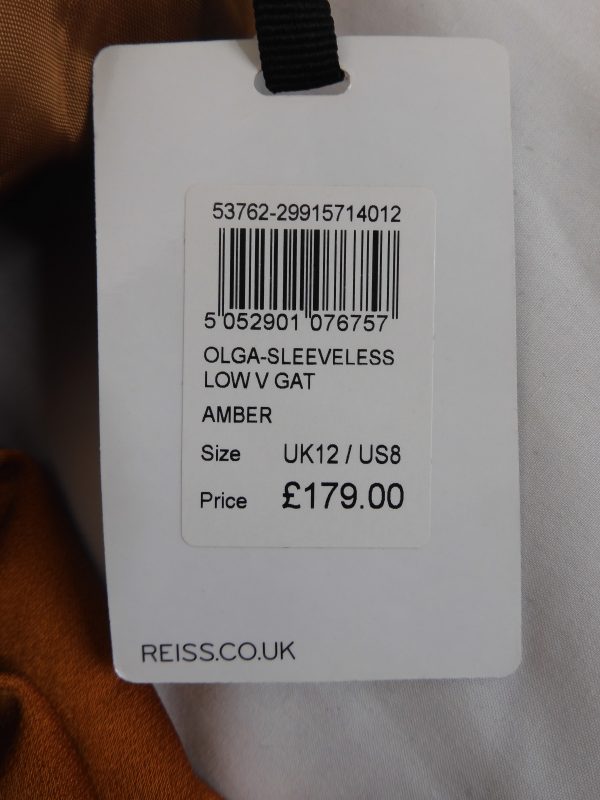 53762-29915714012
5 052901 076757
OLGA-SLEEVELESS
LOW V GAT
AMBER
Size UK12 / US8
Price £179.00
REISS.CO.UK